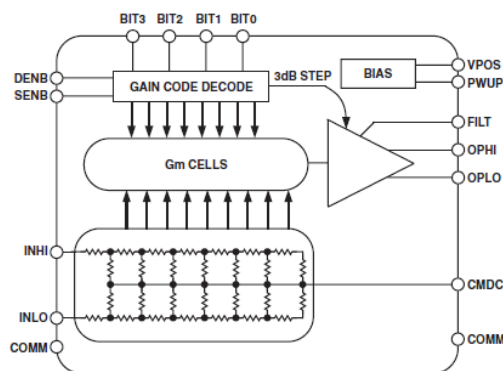 BIT3 BIT2 BIT1 BIT0
DENB
SENB
GAIN CODE DECODE
3dB STEP
BIAS
VPOS
PWUP
FILT
OPHI
OPLO
Gm CELLS
INHI
INLO
COMM
CMDC
COMM